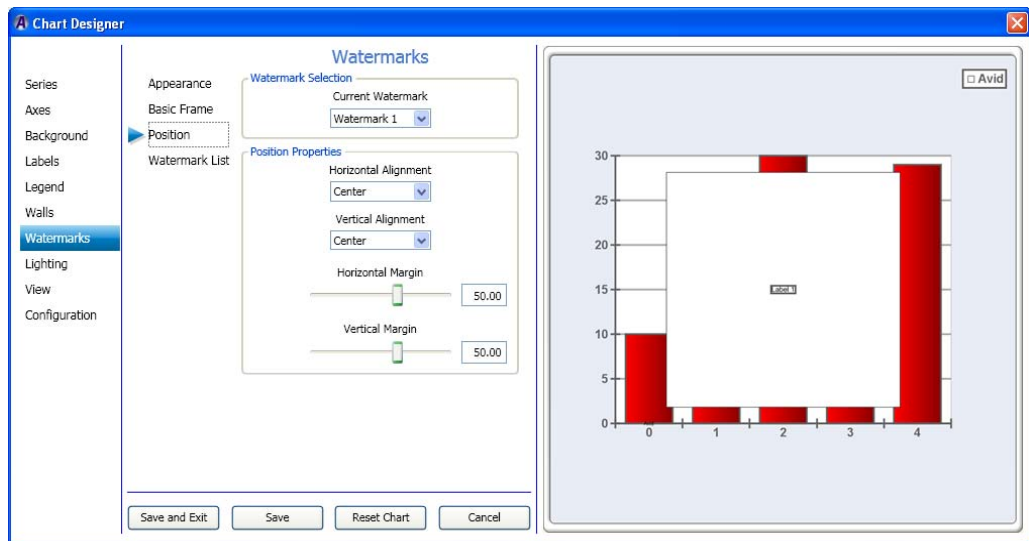 Chart Designer
Series
Axes
Background
Labels
Legend
Walls
Watermarks
Lighting
View
Configuration
Appearance
Basic Frame
Position
Watermark List
Watermarks
Watermark Selection
Current Watermark
Watermark 1
Position Properties
Horizontal Alignment
Center
Vertical Alignment
Center
Horizontal Margin
50.00
Vertical Margin
50.00
Save and Exit
Save
Reset Chart
Cancel
Avid
30
25
20
15
10
5
0
Label 1
0 1 2 3 4